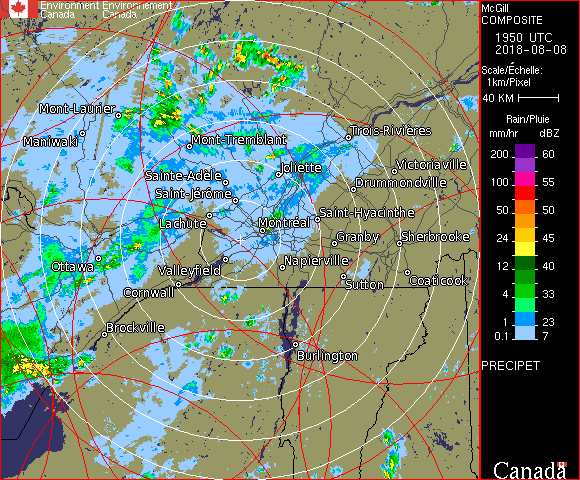 Environment Environnement
Canada Canada
McGill
COMPOSITE
1950 UTC
2018-08-08
Scale/Échelle:
1km/Pixel
40 KM
Rain/Pluie
mm/hr dBZ
200 60
100 55
50 50
24 45
12 40
4 33
1 23
0.1 7
PRECIPET
Canada
Mont-Laurier
Maniwaki
Mont-Tremblant
Trois-Rivières
Sainte-Adèle
Joliette
Victoriaville
Saint-Jérôme
Drummondville
Lachute
Montréal
Saint-Hyacinthe
Granby
Sherbrooke
Ottawa
Valleyfield
Napierville
Cornwall
Sutton
Coaticook
Brockville
Burlington